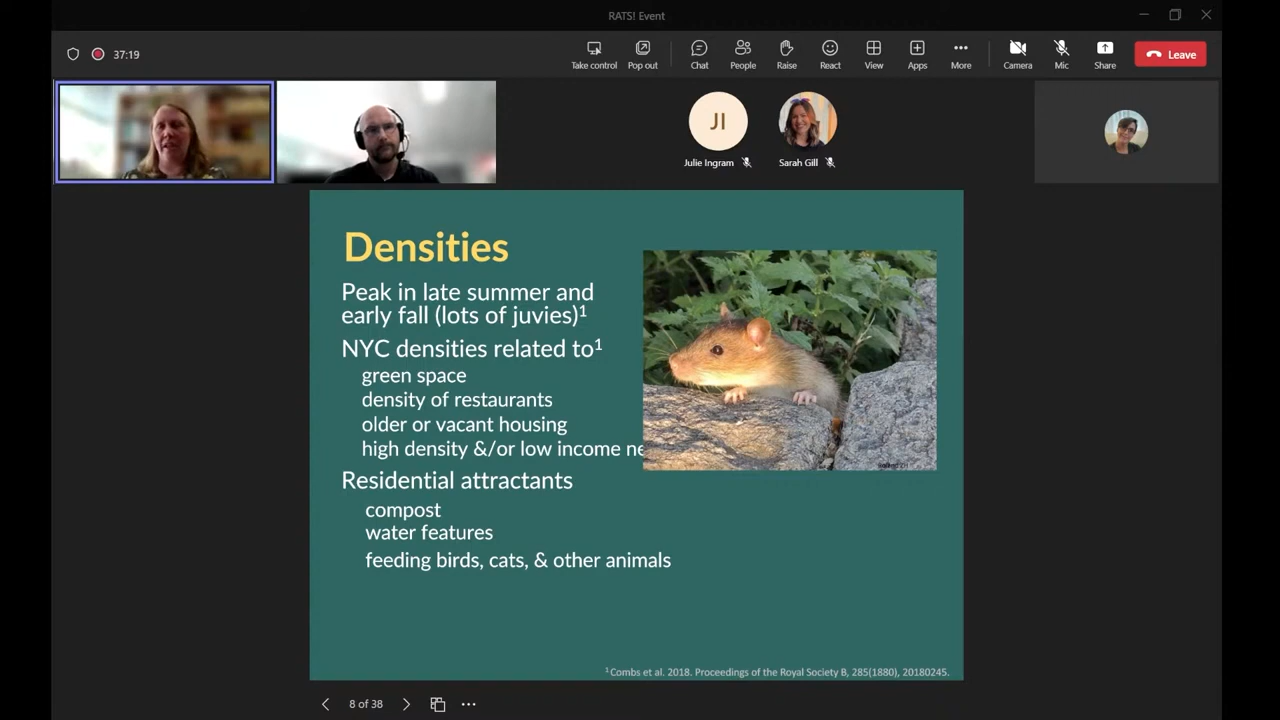 RATS! Event
37:19
Take control
Pop out
Chat
People
Raise
React
View
Apps
More
Camera
Mic
Share
Leave
JI
Julie Ingram
Sarah Gill
Densities
Peak in late summer and
early fall (lots of juvies)¹
NYC densities related to¹
green space
density of restaurants
older or vacant housing
high density &/or low income ne
Residential attractants
compost
water features
feeding birds, cats, & other animals
¹ Combs et al. 2018. Proceedings of the Royal Society B, 285(1880), 20180245.
8 of 38